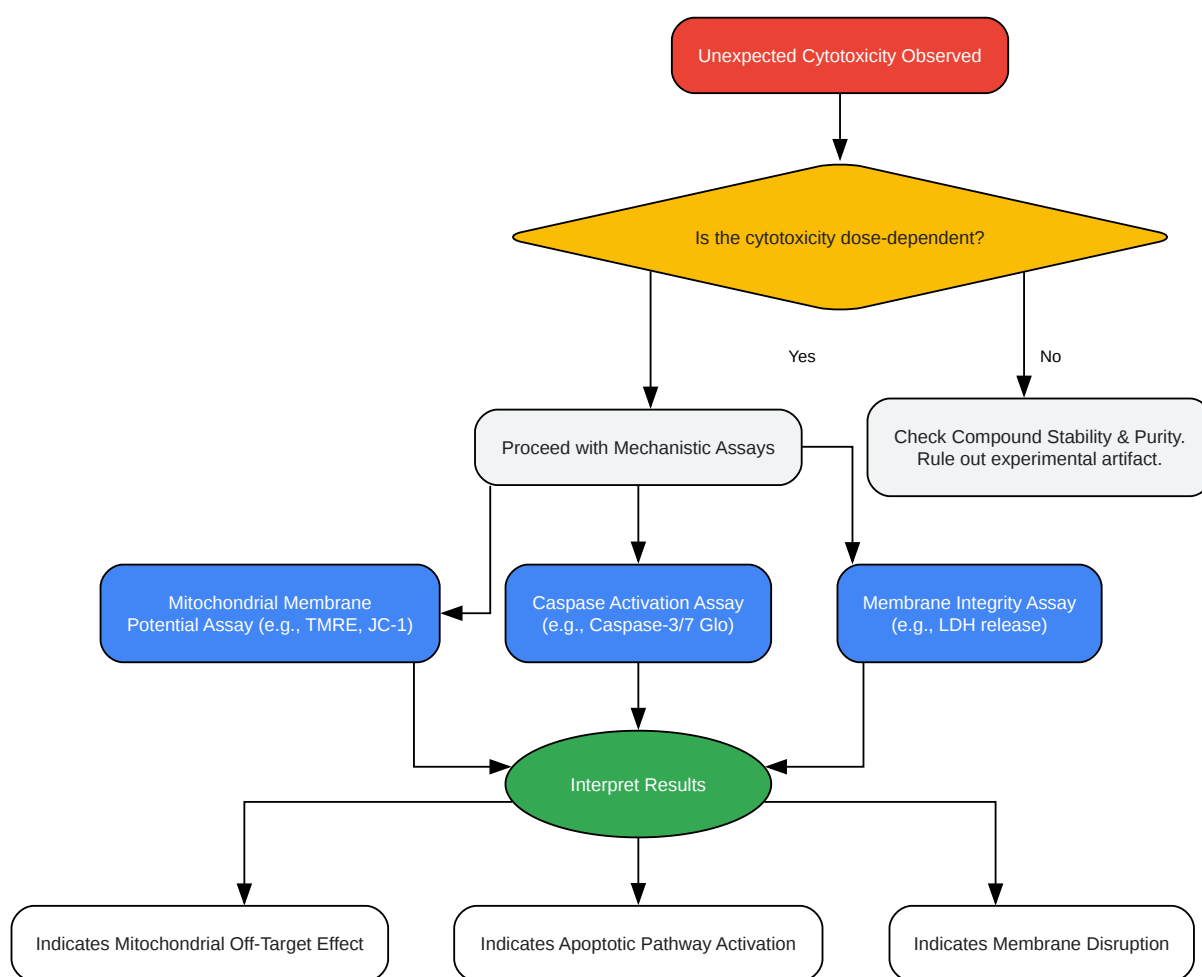 Unexpected Cytotoxicity Observed
Is the cytotoxicity dose-dependent?
Yes
No
Proceed with Mechanistic Assays
Check Compound Stability & Purity.
Rule out experimental artifact.
Mitochondrial Membrane
Potential Assay (e.g., TMRE, JC-1)
Caspase Activation Assay
(e.g., Caspase-3/7 Glo)
Membrane Integrity Assay
(e.g., LDH release)
Interpret Results
Indicates Mitochondrial Off-Target Effect
Indicates Apoptotic Pathway Activation
Indicates Membrane Disruption